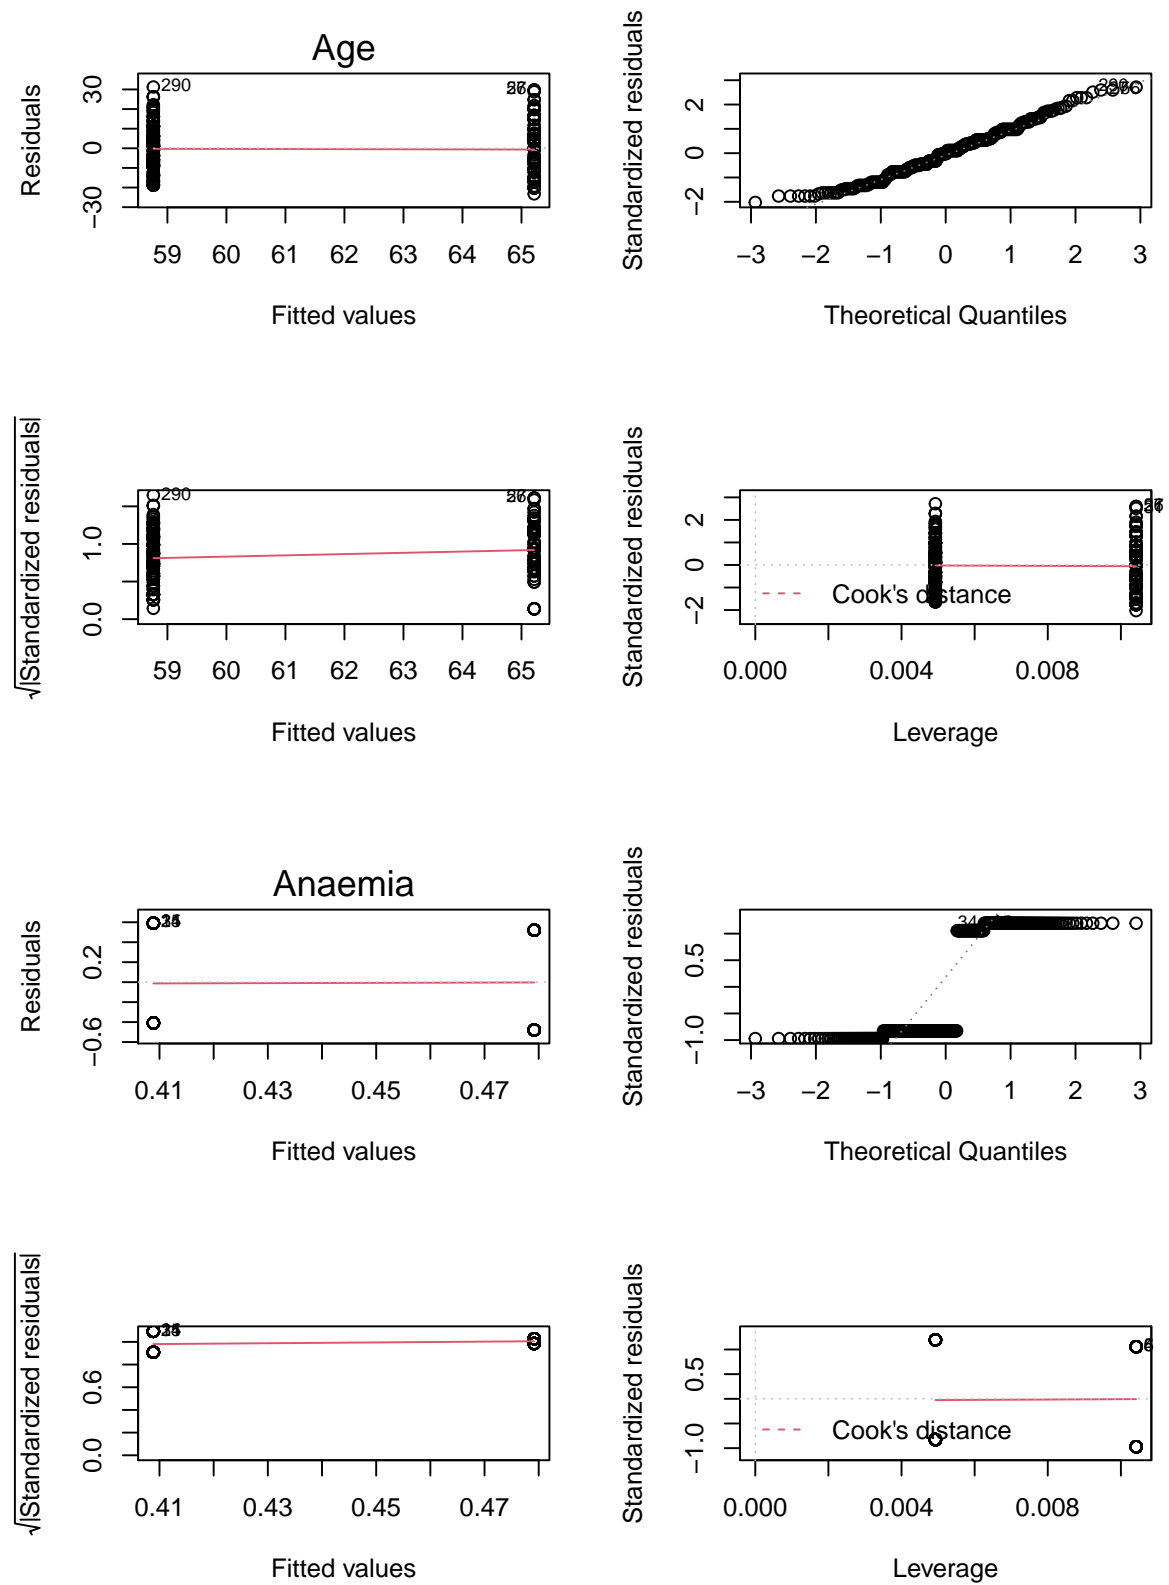 Age
Residuals
30
0
−30
290
59 60 61 62 63 64 65
Fitted values
Standardized residuals
2
0
−2
−3 −2 −1 0 1 2 3
Theoretical Quantiles
√|Standardized residuals|
1.0
0.0
290
59 60 61 62 63 64 65
Fitted values
Standardized residuals
2
0
−2
Cook's distance
0.000 0.004 0.008
Leverage
Anaemia
Residuals
0.2
−0.6
0.41 0.43 0.45 0.47
Fitted values
Standardized residuals
0.5
−1.0
34
−3 −2 −1 0 1 2 3
Theoretical Quantiles
√|Standardized residuals|
0.6
0.0
0.41 0.43 0.45 0.47
Fitted values
Standardized residuals
0.5
−1.0
Cook's distance
0.000 0.004 0.008
Leverage